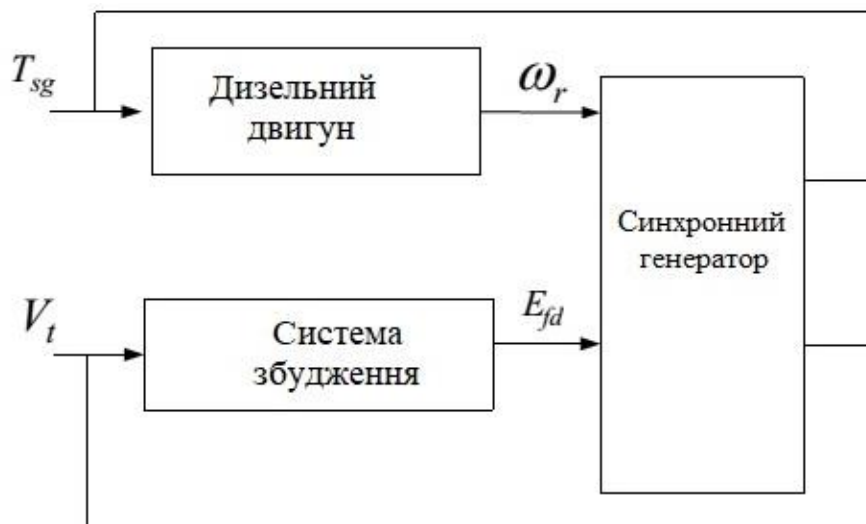 T_sg
Дизельний
двигун
ω_r
Синхронний
генератор
V_t
Система
збудження
E_fd